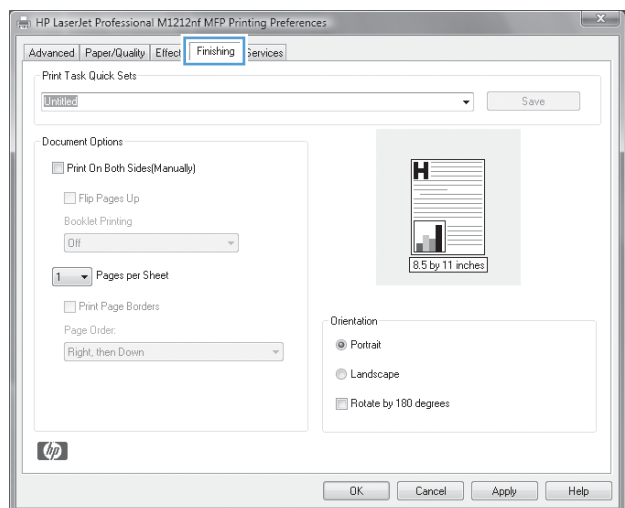 HP LaserJet Professional M1212nf MFP Printing Preferences
Advanced Paper/Quality Effect Finishing Services
Print Task Quick Sets
Untitled Save
Document Options
Print On Both Sides(Manually)
Flip Pages Up
Booklet Printing
Off
1 Pages per Sheet
Print Page Borders
Page Order:
Right, then Down
H
8.5 by 11 inches
Orientation
Portrait
Landscape
Rotate by 180 degrees
hp
OK Cancel Apply Help